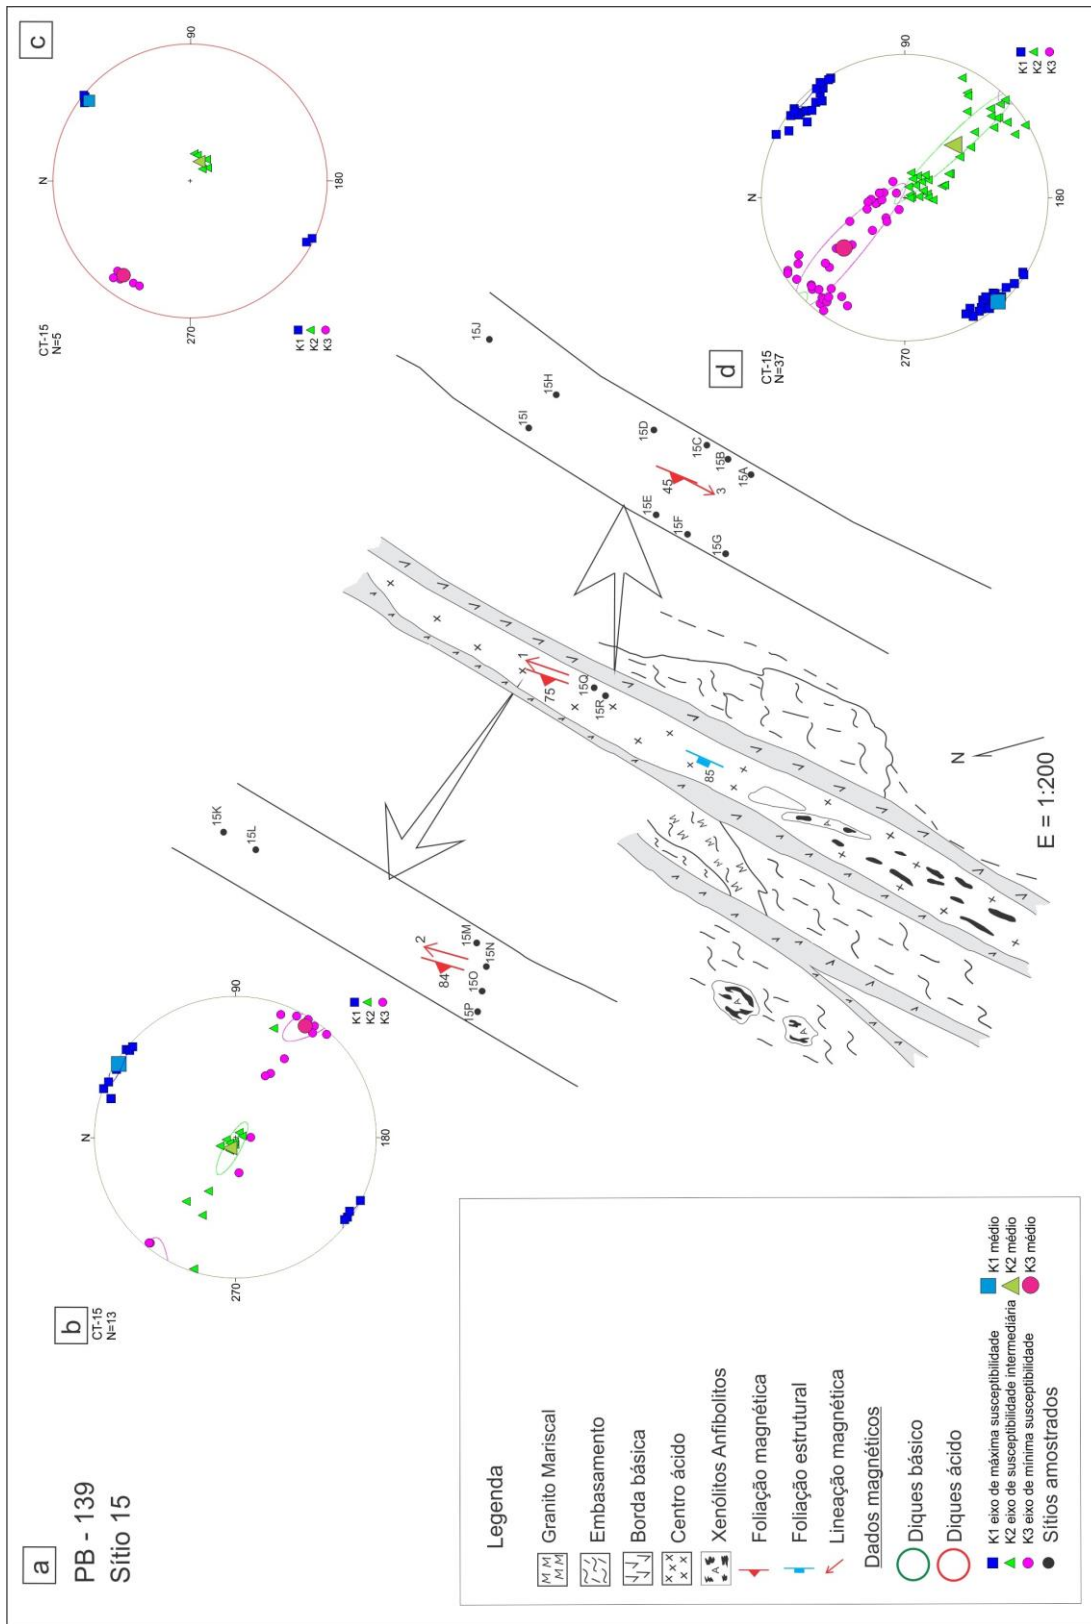 a
PB - 139
Sítio 15
b
CT-15
N=13
N
90
180
270
K1
K2
K3
c
CT-15
N=5
N
90
180
270
K1
K2
K3
d
CT-15
N=37
N
90
180
270
K1
K2
K3
15K
15L
15M
15N
15O
15P
84
2
15J
15I
15H
15D
15C
15B
15A
15E
15F
15G
45
3
75
1
15Q
15R
85
A
A
A
N
E = 1:200
Legenda
Granito Mariscal
Embasamento
Borda básica
Centro ácido
Xenólitos Anfibolitos
Foliação magnética
Foliação estrutural
Lineação magnética
Dados magnéticos
Diques básico
Diques ácido
K1 eixo de máxima susceptibilidade
K2 eixo de susceptibilidade intermediária
K3 eixo de mínima susceptibilidade
Sítios amostrados
K1 médio
K2 médio
K3 médio